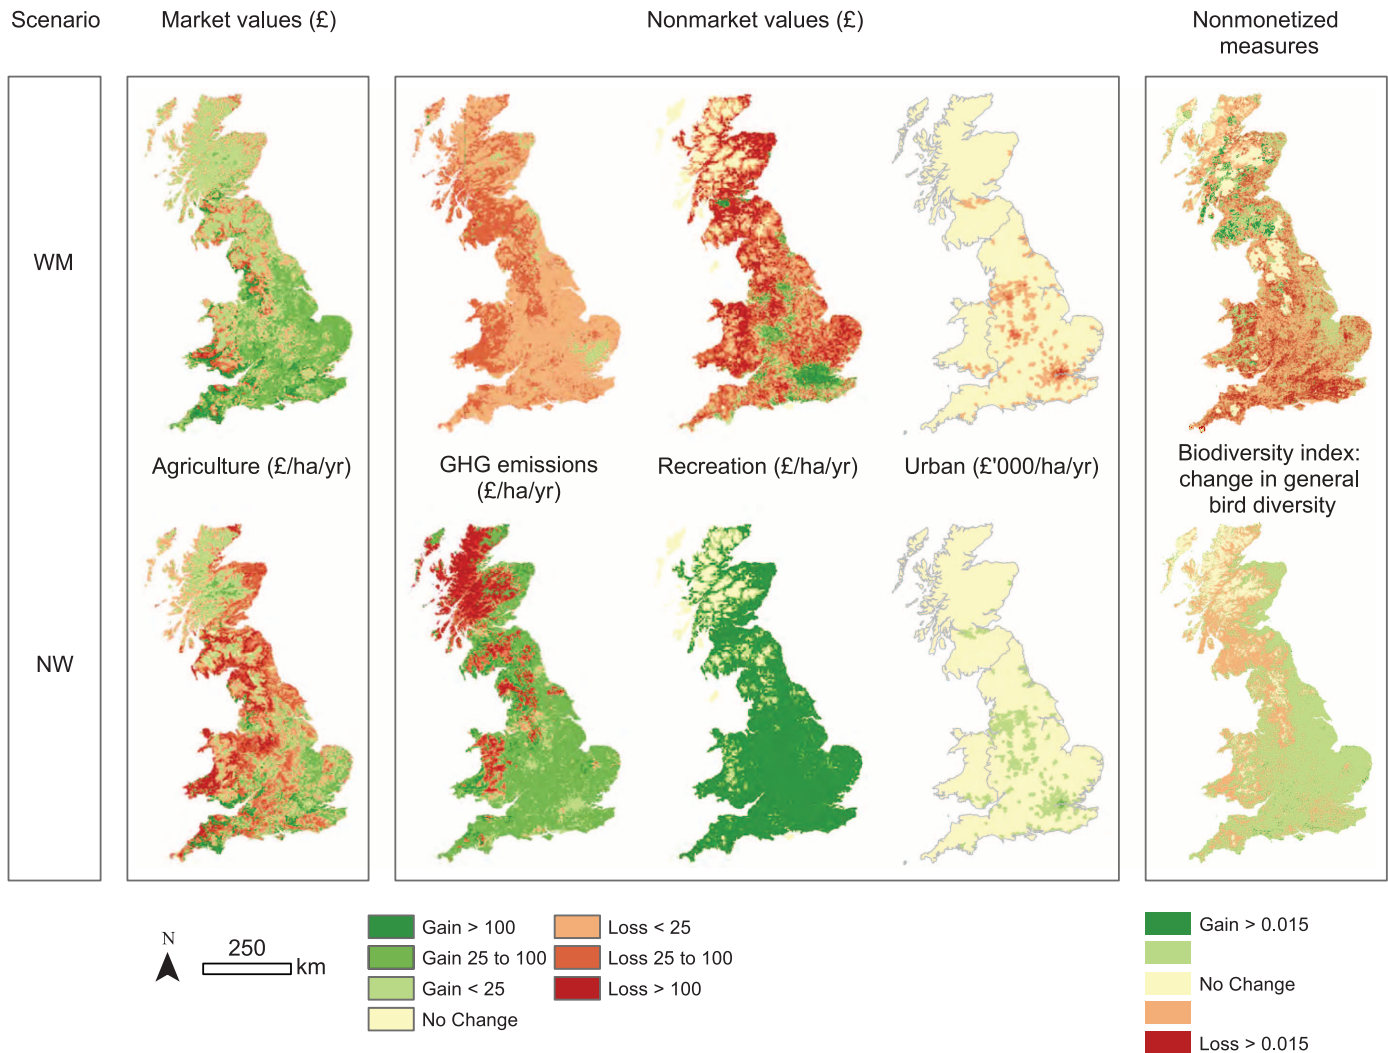 Scenario
Market values (£)
Nonmarket values (£)
Nonmonetized
measures
WM
Agriculture (£/ha/yr)
GHG emissions
(£/ha/yr)
Recreation (£/ha/yr)
Urban (£'000/ha/yr)
Biodiversity index:
change in general
bird diversity
NW
N
250
km
Gain > 100
Gain 25 to 100
Gain < 25
No Change
Loss < 25
Loss 25 to 100
Loss > 100
Gain > 0.015
No Change
Loss > 0.015